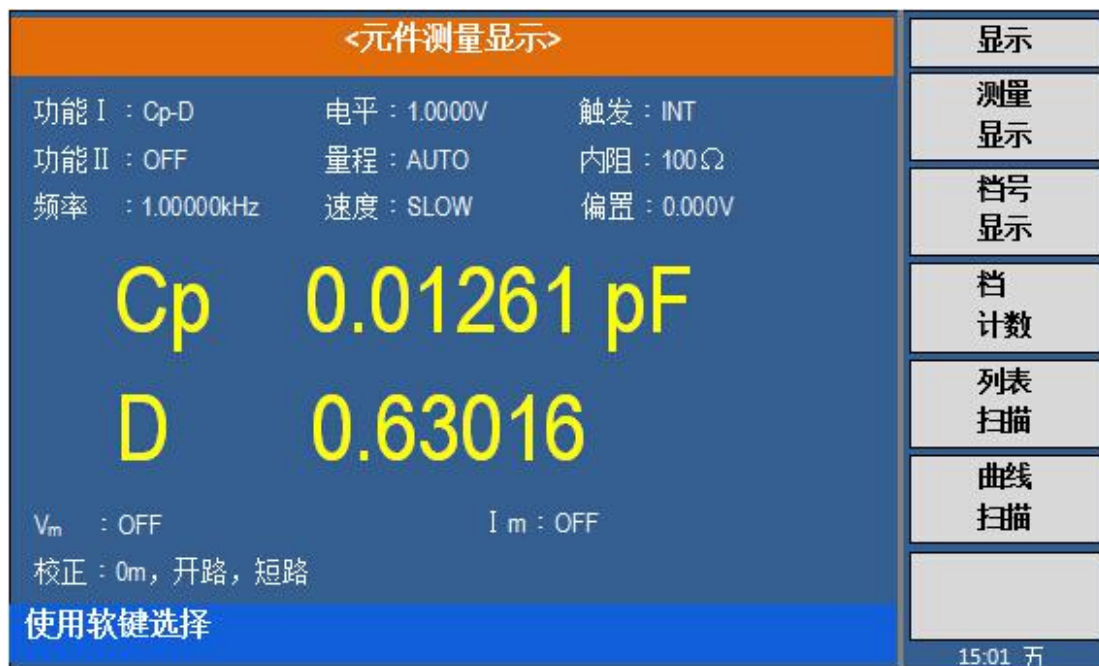 <元件测量显示>
功能Ⅰ：Cp-D 电平：1.0000V 触发：INT
功能Ⅱ：OFF 量程：AUTO 内阻：100Ω
频率 ：1.00000kHz 速度：SLOW 偏置：0.000V
Cp 0.01261 pF
D 0.63016
Vm ：OFF Ⅰm：OFF
校正：0m，开路，短路
使用软键选择
显示
测量
显示
档号
显示
档
计数
列表
扫描
曲线
扫描
15:01 五